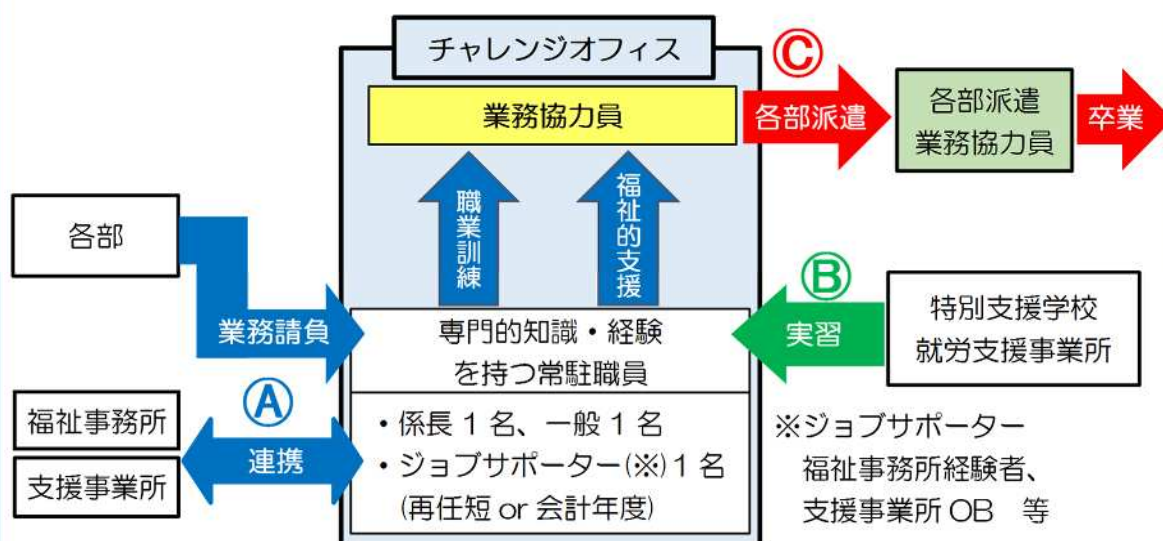 チャレンジオフィス
業務協力員
Ⓒ
各部派遣
各部派遣
業務協力員
卒業
職業訓練
福祉的支援
各部
業務請負
専門的知識・経験
を持つ常駐職員
Ⓑ
実習
特別支援学校
就労支援事業所
福祉事務所
支援事業所
Ⓐ
連携
・係長 1 名、一般 1 名
・ジョブサポーター(※) 1 名
(再任短 or 会計年度)
※ジョブサポーター
福祉事務所経験者、
支援事業所 OB 等